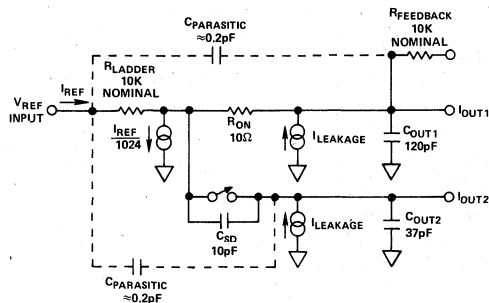 CPARASITIC
≈0.2pF
RFEEDBACK
10K
NOMINAL
RLADDER
10K
NOMINAL
IREF
VREF
INPUT
IREF
1024
RON
10Ω
ILEAKAGE
COUT1
120pF
IOUT1
CSD
10pF
ILEAKAGE
COUT2
37pF
IOUT2
CPARASITIC
≈0.2pF